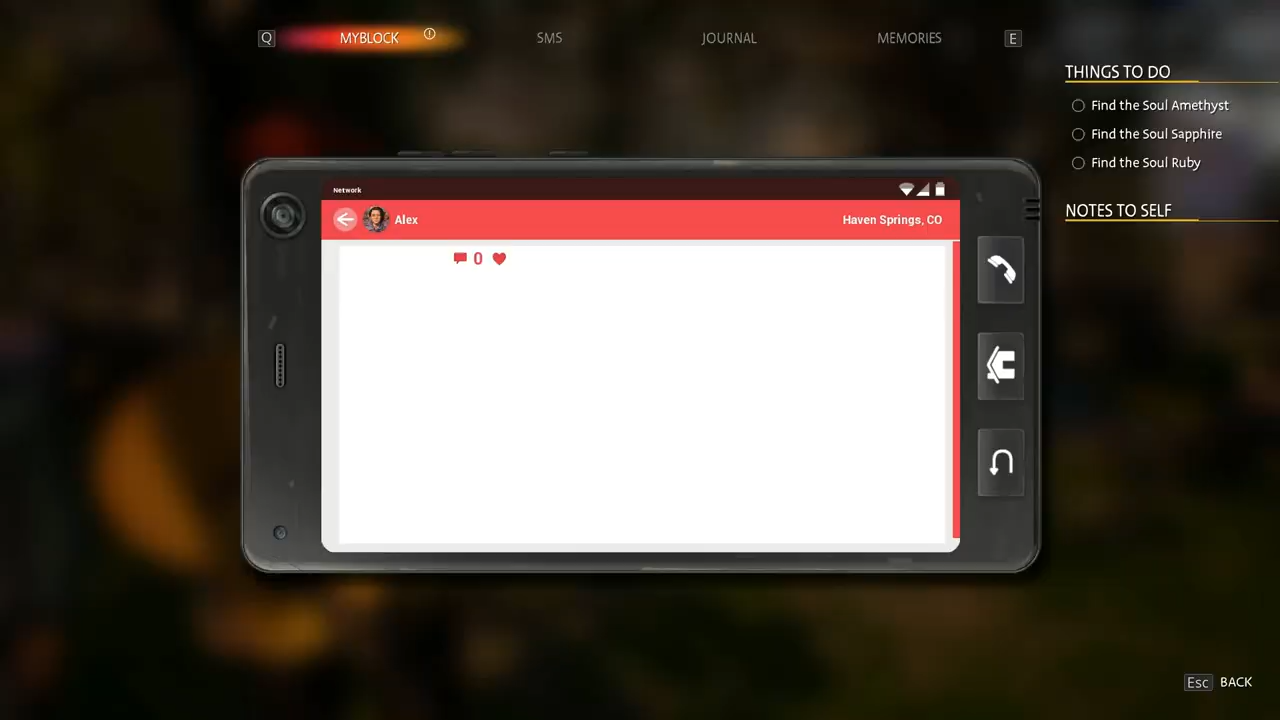 Q MYBLOCK SMS JOURNAL MEMORIES E
THINGS TO DO
Find the Soul Amethyst
Find the Soul Sapphire
Find the Soul Ruby
NOTES TO SELF
Network
Alex Haven Springs, CO
0
Esc BACK